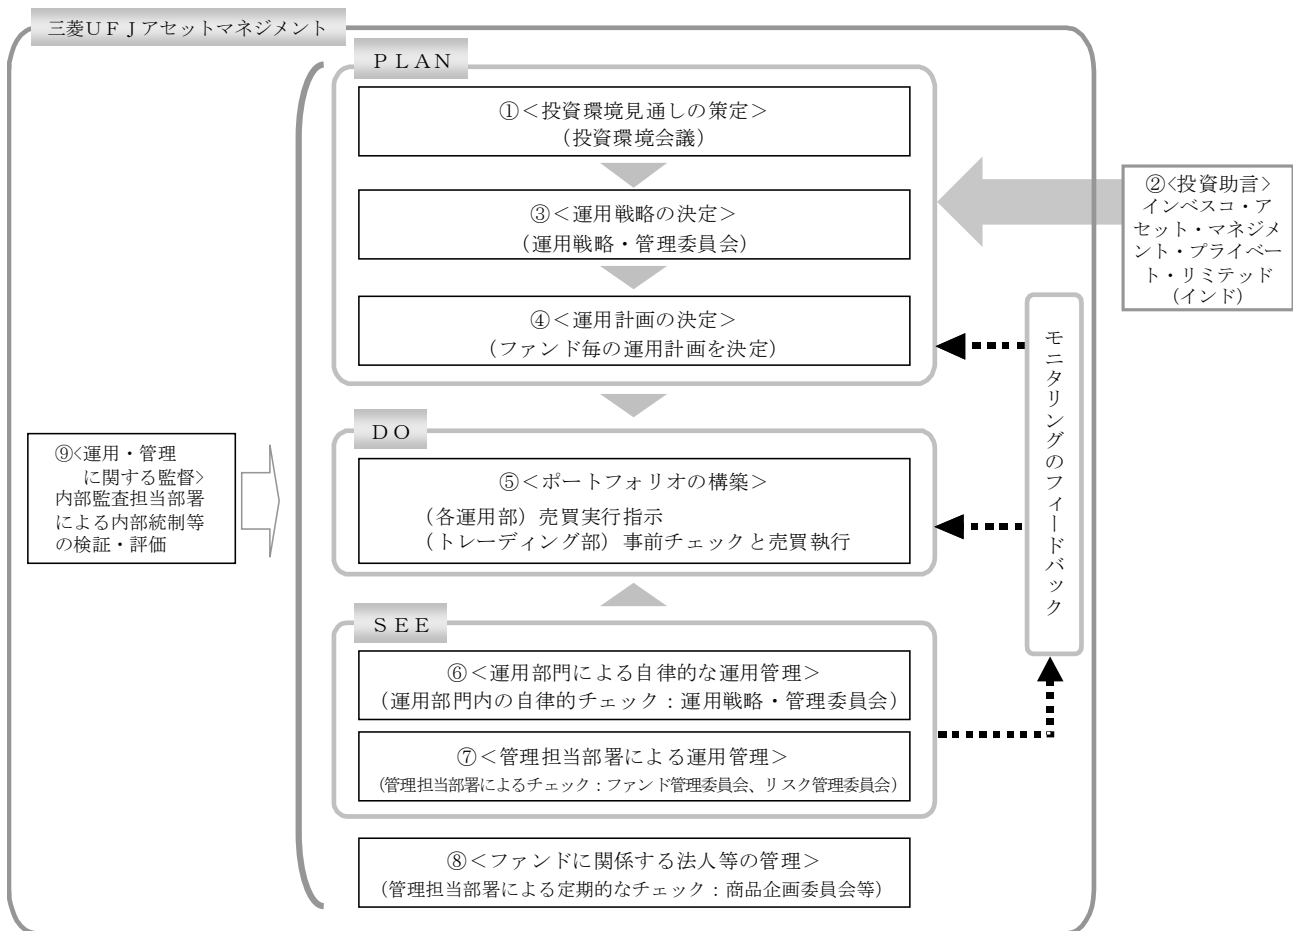 三菱ＵＦＪアセットマネジメント
ＰＬＡＮ
①＜投資環境見通しの策定＞
（投資環境会議）
②<投資助言>
インベスコ・ア
セット・マネジメ
ント・プライベー
ト・リミテッド
（インド）
③＜運用戦略の決定＞
（運用戦略・管理委員会）
④＜運用計画の決定＞
（ファンド毎の運用計画を決定）
モニタリングのフィードバック
ＤＯ
⑤＜ポートフォリオの構築＞
（各運用部）売買実行指示
（トレーディング部）事前チェックと売買執行
⑨<運用・管理
に関する監督>
内部監査担当部署
による内部統制等
の検証・評価
ＳＥＥ
⑥＜運用部門による自律的な運用管理＞
（運用部門内の自律的チェック：運用戦略・管理委員会）
⑦＜管理担当部署による運用管理＞
（管理担当部署によるチェック：ファンド管理委員会、リスク管理委員会）
⑧＜ファンドに関係する法人等の管理＞
（管理担当部署による定期的なチェック：商品企画委員会等）